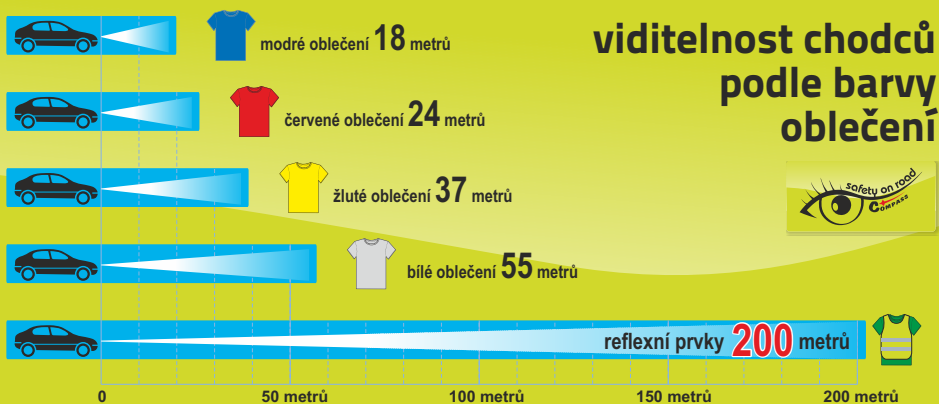 viditelnost chodců
podle barvy
oblečení
modré oblečení 18 metrů
červené oblečení 24 metrů
žluté oblečení 37 metrů
bílé oblečení 55 metrů
reflexní prvky 200 metrů
safety on road
COMPASS
0 50 metrů 100 metrů 150 metrů 200 metrů